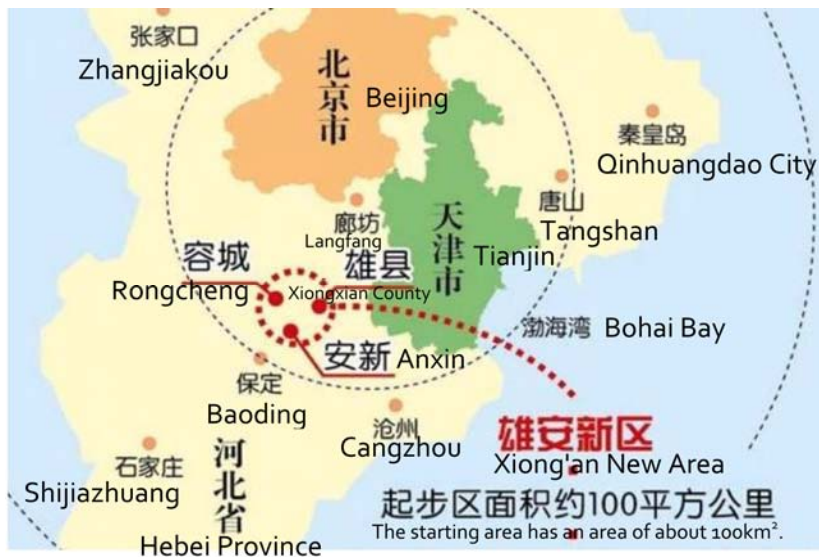 张家口
Zhangjiakou
北京市
Beijing
秦皇岛
Qinhuangdao City
唐山
Tangshan
廊坊
Langfang
天津市
Tianjin
容城
Rongcheng
雄县
Xiongxian County
渤海湾 Bohai Bay
安新 Anxin
保定
Baoding
沧州
Cangzhou
雄安新区
Xiong'an New Area
石家庄
Shijiazhuang
河北省
Hebei Province
起步区面积约100平方公里
The starting area has an area of about 100km².